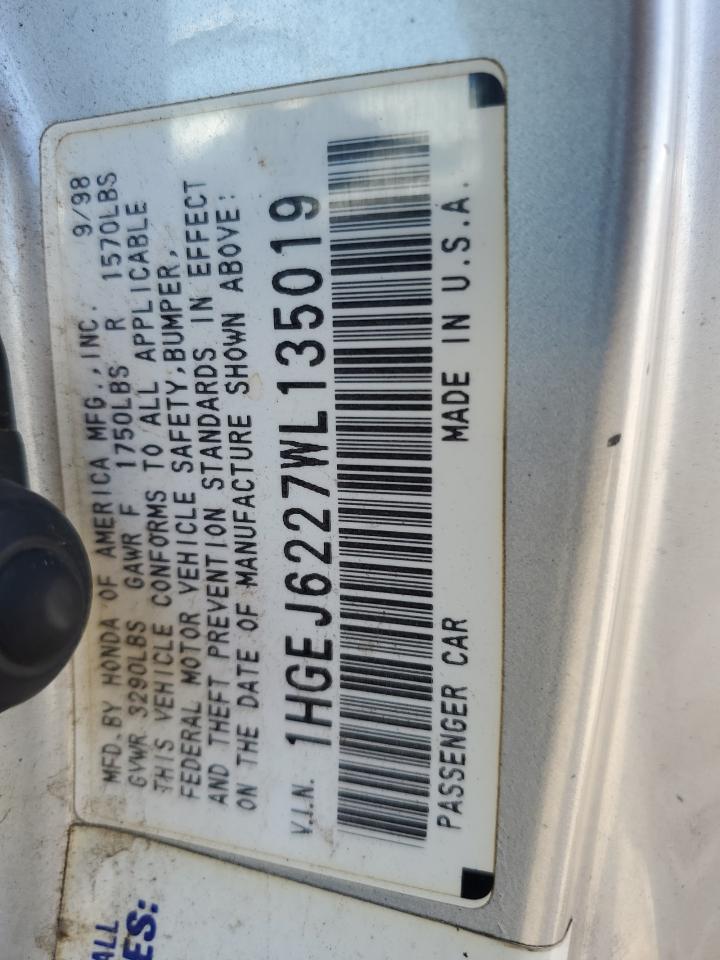 MFD. BY HONDA OF AMERICA MFG., INC. 9/98
GVWR 3290LBS GAWR F 1750LBS R 1570LBS
THIS VEHICLE CONFORMS TO ALL APPLICABLE
FEDERAL MOTOR VEHICLE SAFETY, BUMPER,
AND THEFT PREVENTION STANDARDS IN EFFECT
ON THE DATE OF MANUFACTURE SHOWN ABOVE:
V.I.N. 1HGEJ6227WL135019
PASSENGER CAR MADE IN U.S.A.
ALL
ES: